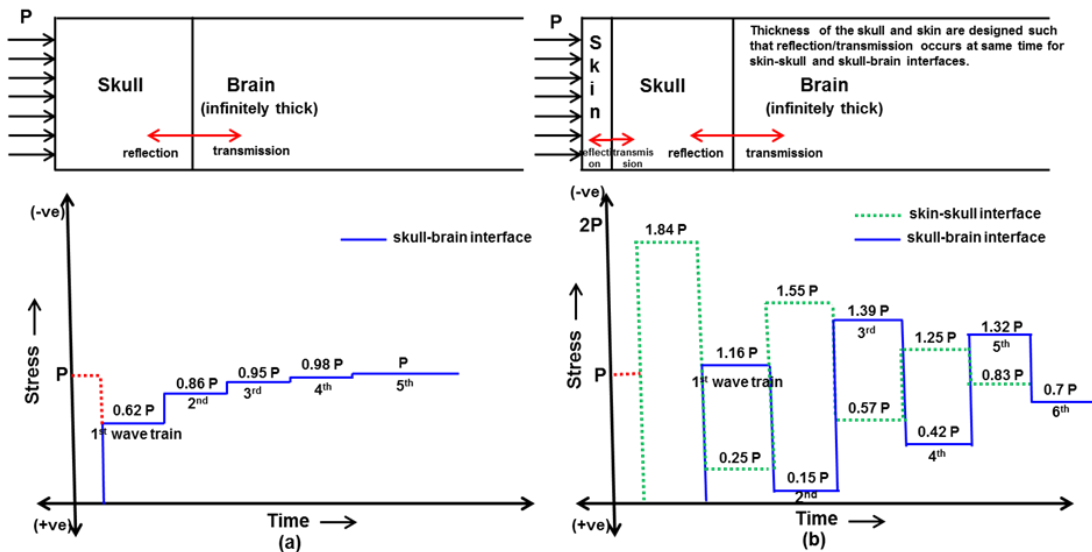 P
Skull
Brain
(infinitely thick)
reflection
transmission
(-ve)
skull-brain interface
Stress
P
0.62 P
1st wave train
0.86 P
2nd
0.95 P
3rd
0.98 P
4th
P
5th
(+ve)
Time
(a)
P
Skin
Thickness of the skull and skin are designed such
that reflection/transmission occurs at same time for
skin-skull and skull-brain interfaces.
Skull
Brain
(infinitely thick)
reflecti
on
transmis
sion
reflection
transmission
(-ve)
2P
skin-skull interface
skull-brain interface
Stress
P
1.84 P
1.16 P
1st wave train
0.25 P
1.55 P
0.15 P
2nd
1.39 P
3rd
0.57 P
1.25 P
0.42 P
4th
1.32 P
5th
0.83 P
0.7 P
6th
(+ve)
Time
(b)